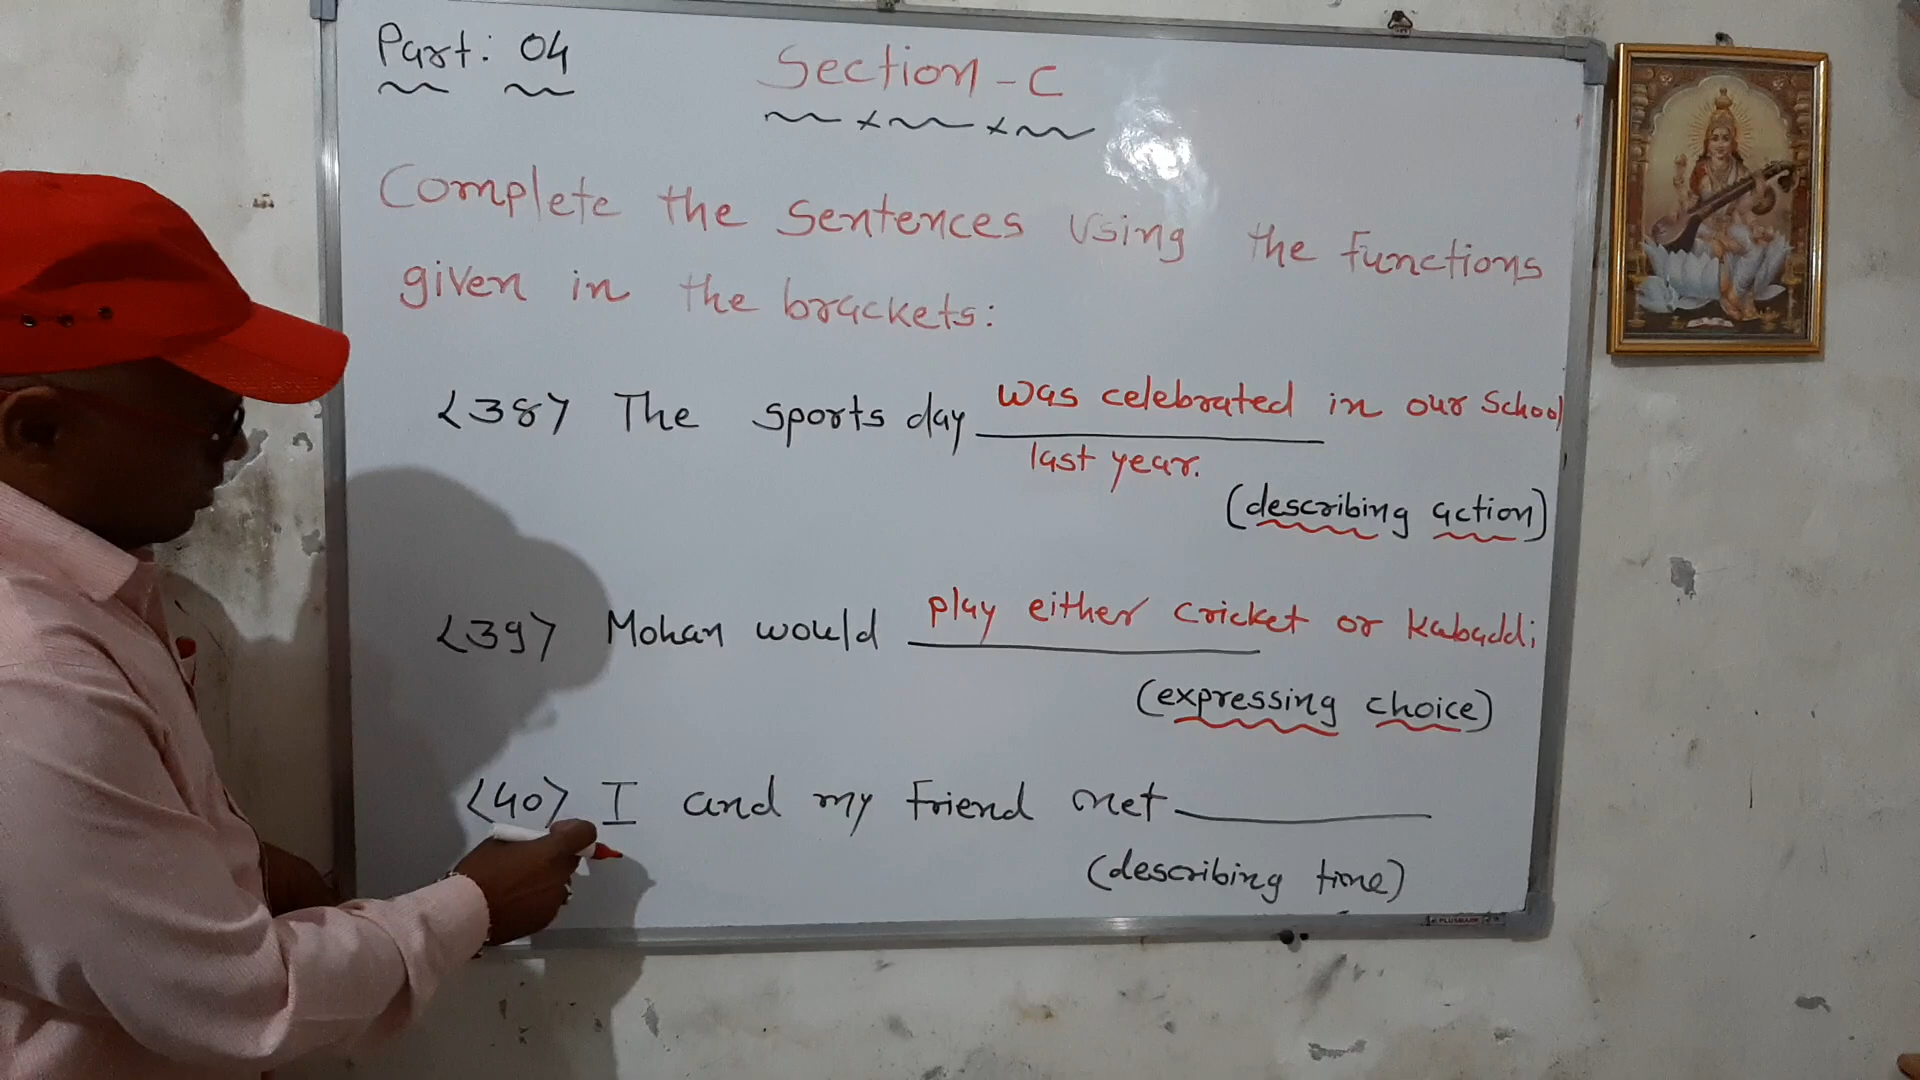 Part: 04
Section - C
Complete the Sentences Using the functions
given in the brackets:
<38> The sports day was celebrated in our School
last year.
(describing action)
<39> Mohan would play either cricket or kabaddi
(expressing choice)
<40> I and my friend met ________
(describing time)